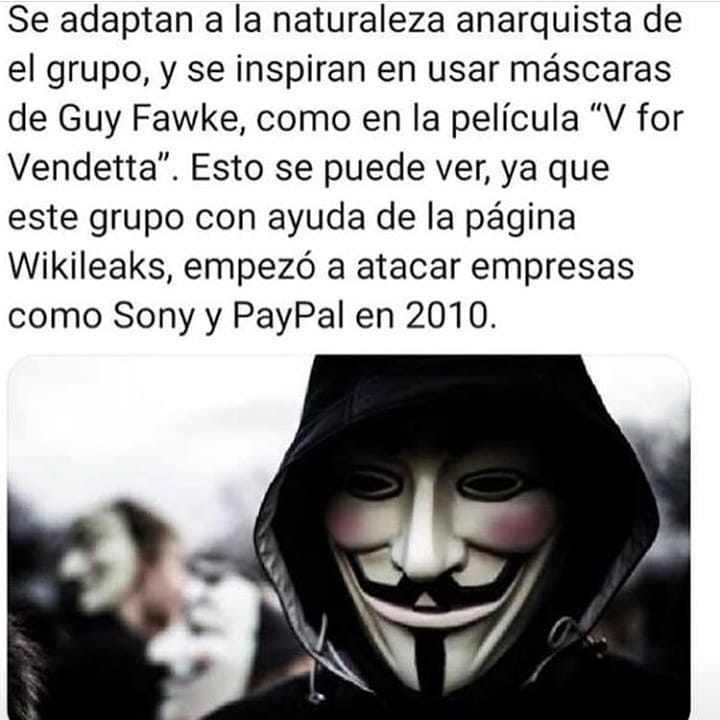 Se adaptan a la naturaleza anarquista de
el grupo, y se inspiran en usar máscaras
de Guy Fawke, como en la película “V for
Vendetta”. Esto se puede ver, ya que
este grupo con ayuda de la página
Wikileaks, empezó a atacar empresas
como Sony y PayPal en 2010.